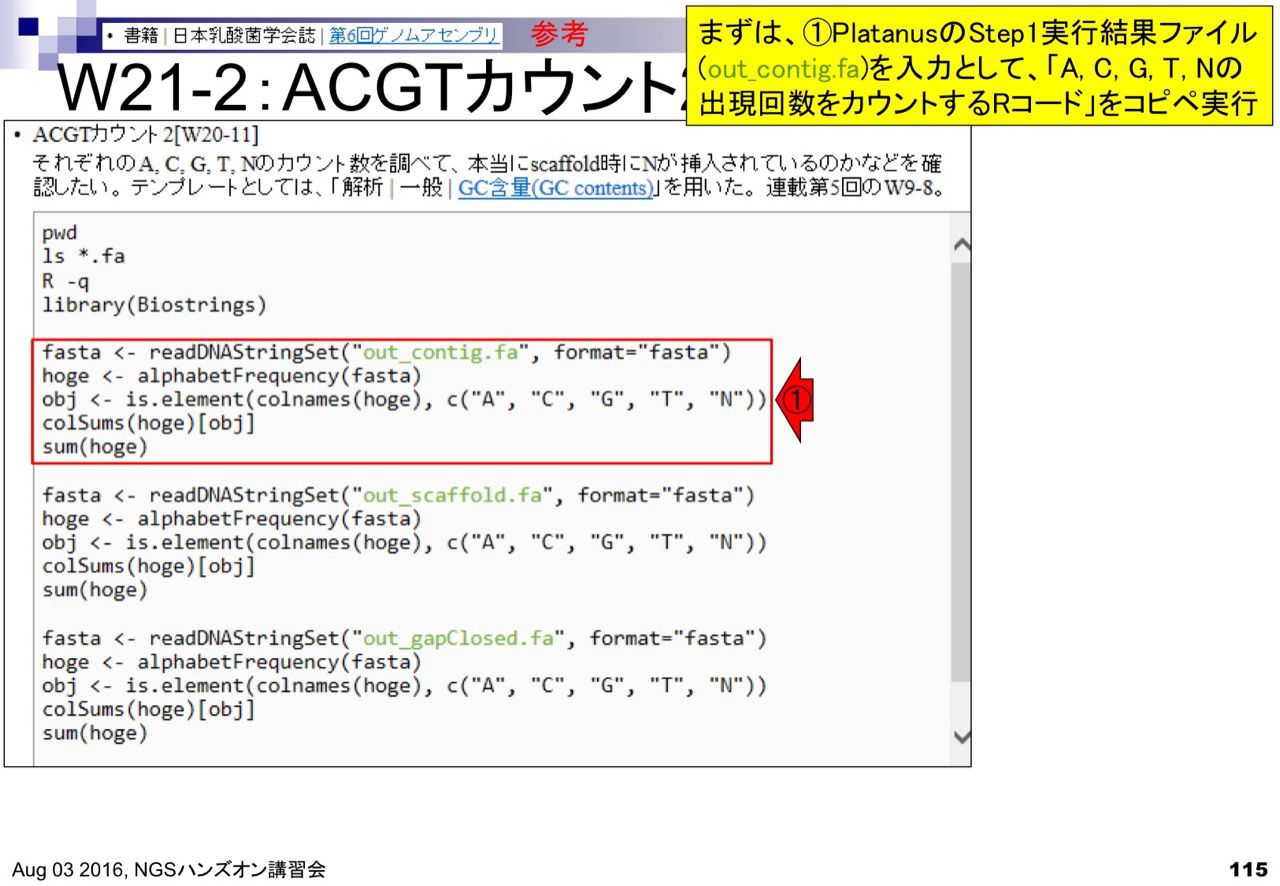 • 書籍 | 日本乳酸菌学会誌 | 第6回ゲノムアセンブリ
参考
W21-2：ACGTカウント
まずは、①PlatanusのStep1実行結果ファイル
(out_contig.fa)を入力として、「A, C, G, T, Nの
出現回数をカウントするRコード」をコピペ実行
• ACGTカウント2[W20-11]
それぞれのA, C, G, T, Nのカウント数を調べて、本当にscaffold時にNが挿入されているのかなどを確
認したい。テンプレートとしては、「解析 | 一般 | GC含量(GC contents)」を用いた。連載第5回のW9-8。
pwd
ls *.fa
R -q
library(Biostrings)
fasta <- readDNAStringSet("out_contig.fa", format="fasta")
hoge <- alphabetFrequency(fasta)
obj <- is.element(colnames(hoge), c("A", "C", "G", "T", "N"))
colSums(hoge)[obj]
sum(hoge)
①
fasta <- readDNAStringSet("out_scaffold.fa", format="fasta")
hoge <- alphabetFrequency(fasta)
obj <- is.element(colnames(hoge), c("A", "C", "G", "T", "N"))
colSums(hoge)[obj]
sum(hoge)
fasta <- readDNAStringSet("out_gapClosed.fa", format="fasta")
hoge <- alphabetFrequency(fasta)
obj <- is.element(colnames(hoge), c("A", "C", "G", "T", "N"))
colSums(hoge)[obj]
sum(hoge)
Aug 03 2016, NGSハンズオン講習会
115